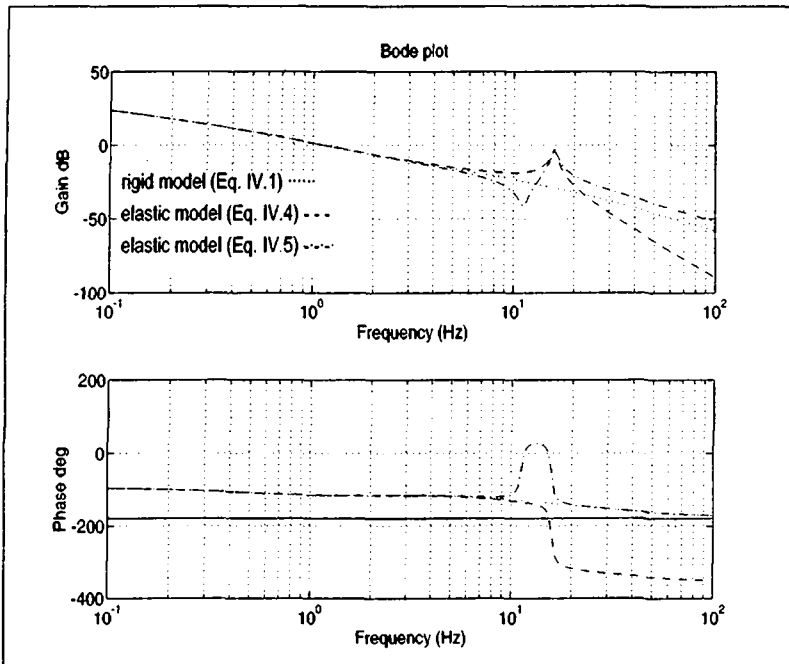 Bode plot
50
0
-50
-100
Gain dB
rigid model (Eq. IV.1) ········
elastic model (Eq. IV.4) - - -
elastic model (Eq. IV.5) -·-·-·-
10^-1
10^0
10^1
10^2
Frequency (Hz)
200
0
-200
-400
Phase deg
10^-1
10^0
10^1
10^2
Frequency (Hz)